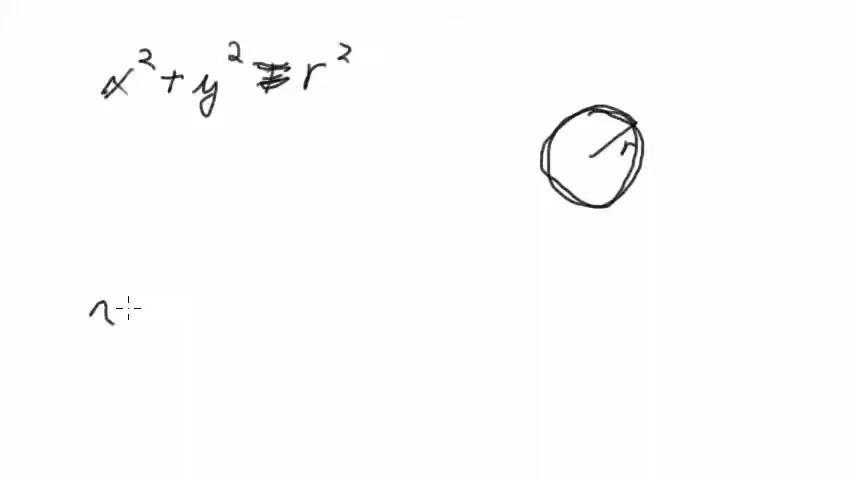 x² + y² = r²
r